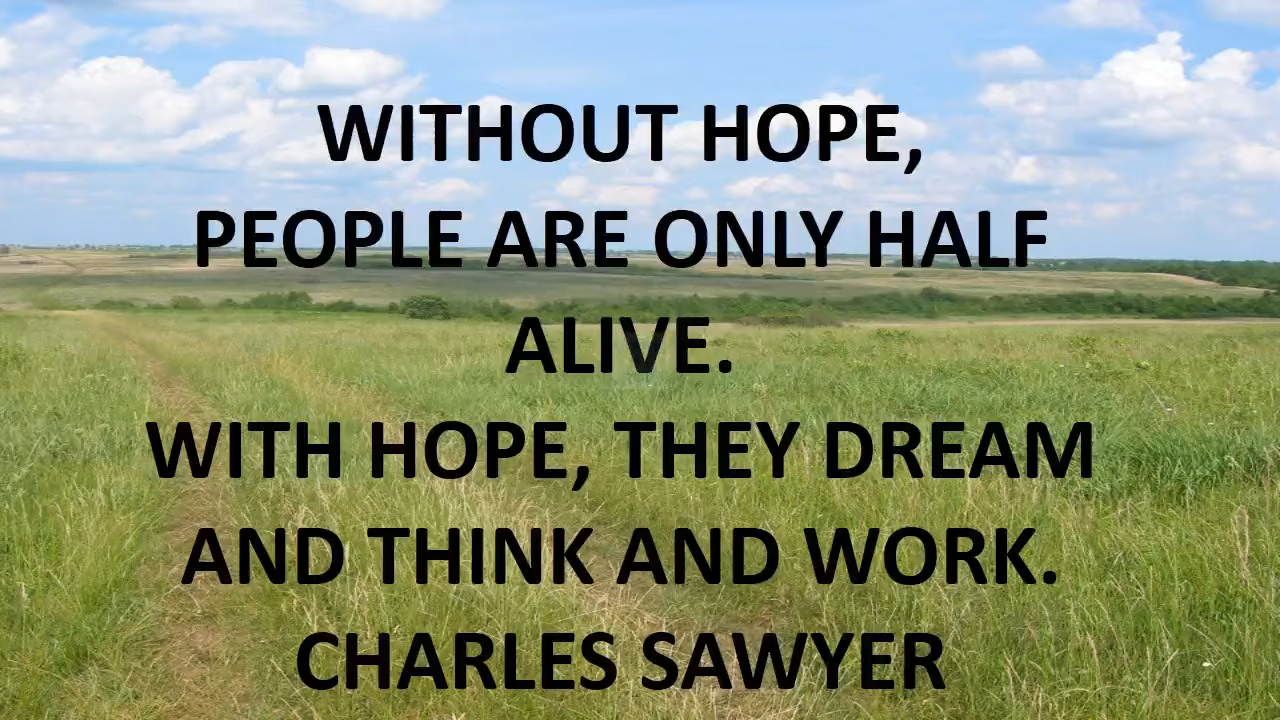 WITHOUT HOPE,
PEOPLE ARE ONLY HALF
ALIVE.
WITH HOPE, THEY DREAM
AND THINK AND WORK.
CHARLES SAWYER